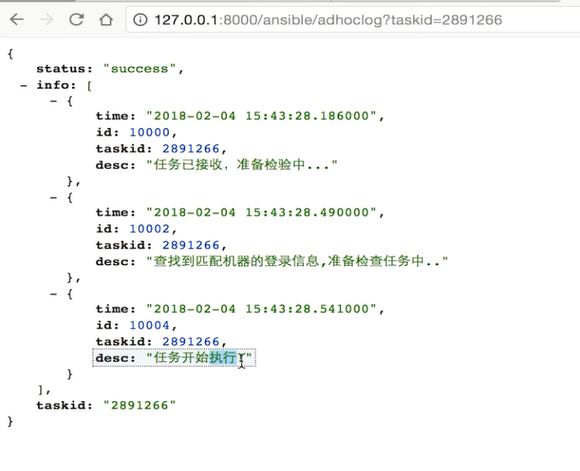 127.0.0.1:8000/ansible/adhoclog?taskid=2891266
{
status: "success",
- info: [
- {
time: "2018-02-04 15:43:28.186000",
id: 10000,
taskid: 2891266,
desc: "任务已接收，准备检验中..."
},
- {
time: "2018-02-04 15:43:28.490000",
id: 10002,
taskid: 2891266,
desc: "查找到匹配机器的登录信息,准备检查任务中.."
},
- {
time: "2018-02-04 15:43:28.541000",
id: 10004,
taskid: 2891266,
desc: "任务开始执行"
}
],
taskid: "2891266"
}